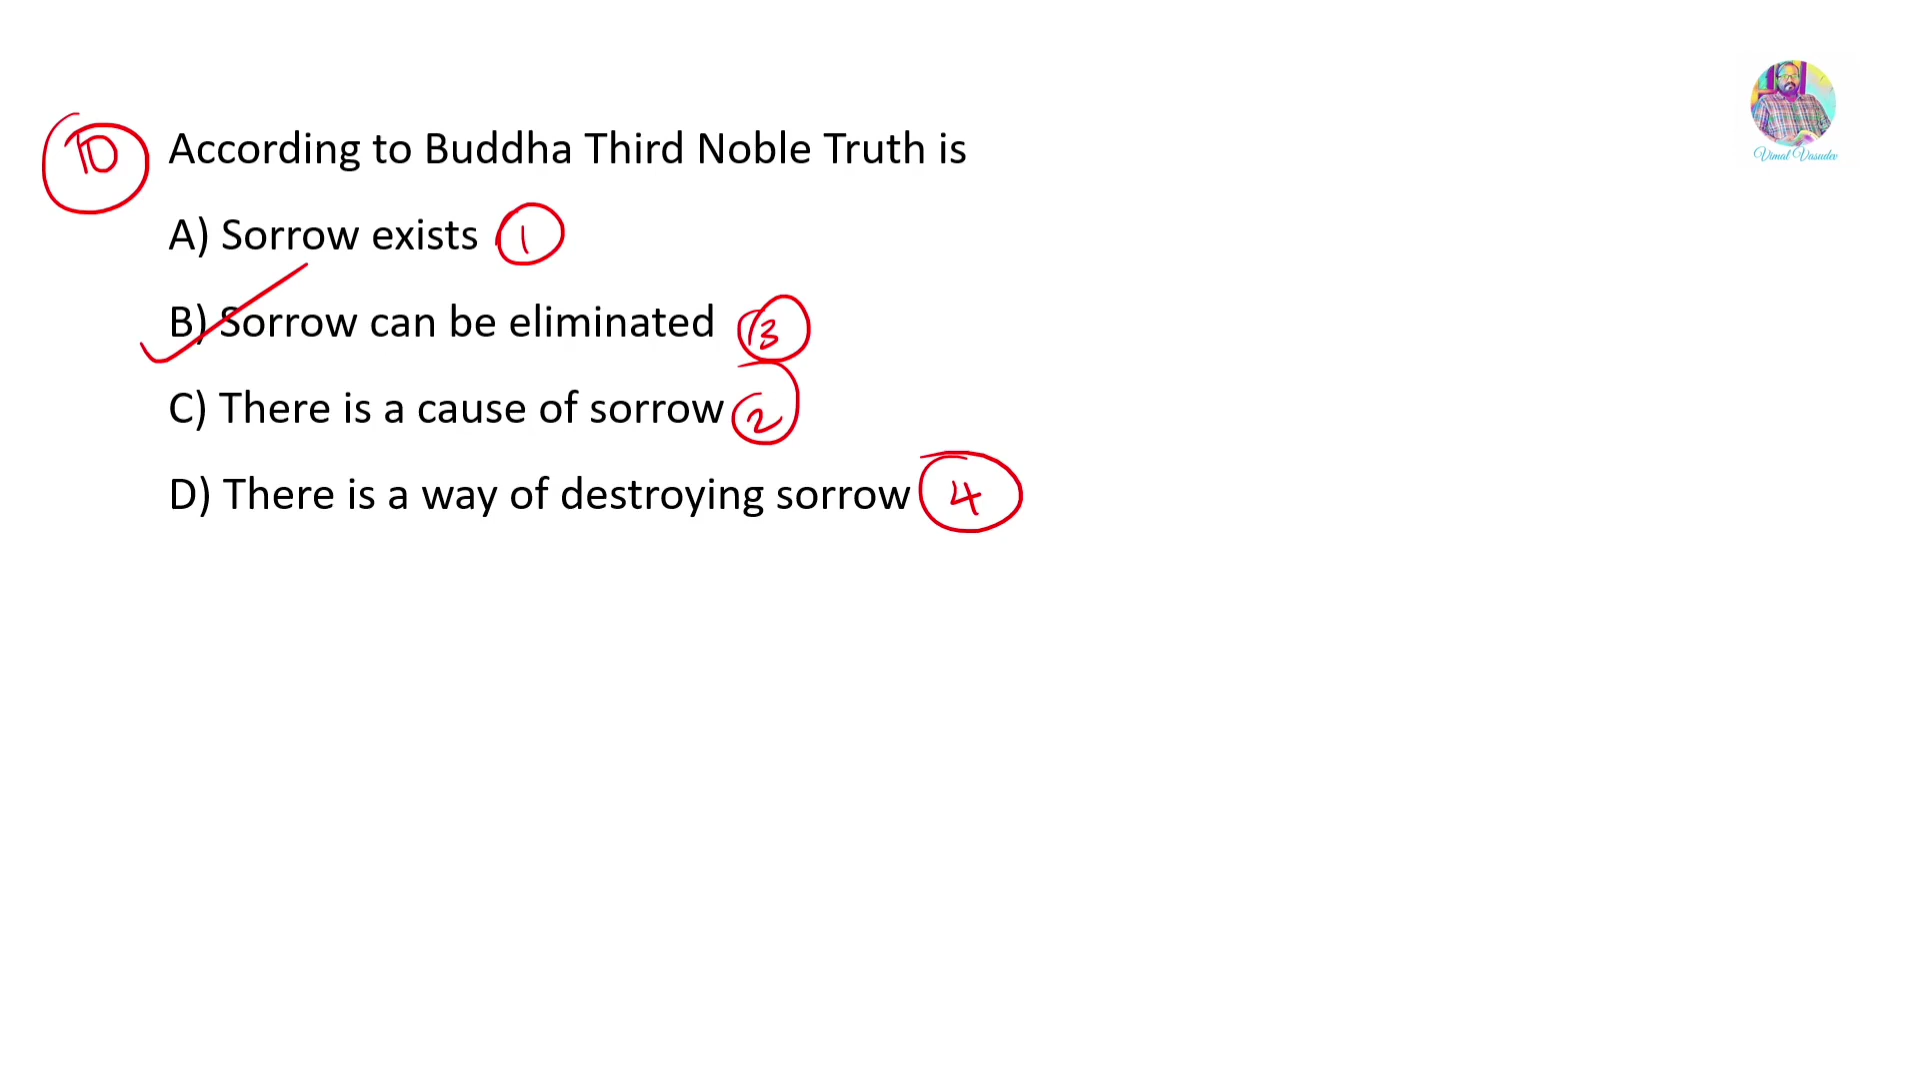 10 According to Buddha Third Noble Truth is
A) Sorrow exists 1
B) Sorrow can be eliminated 3
C) There is a cause of sorrow 2
D) There is a way of destroying sorrow 4
Vimal Vasudev